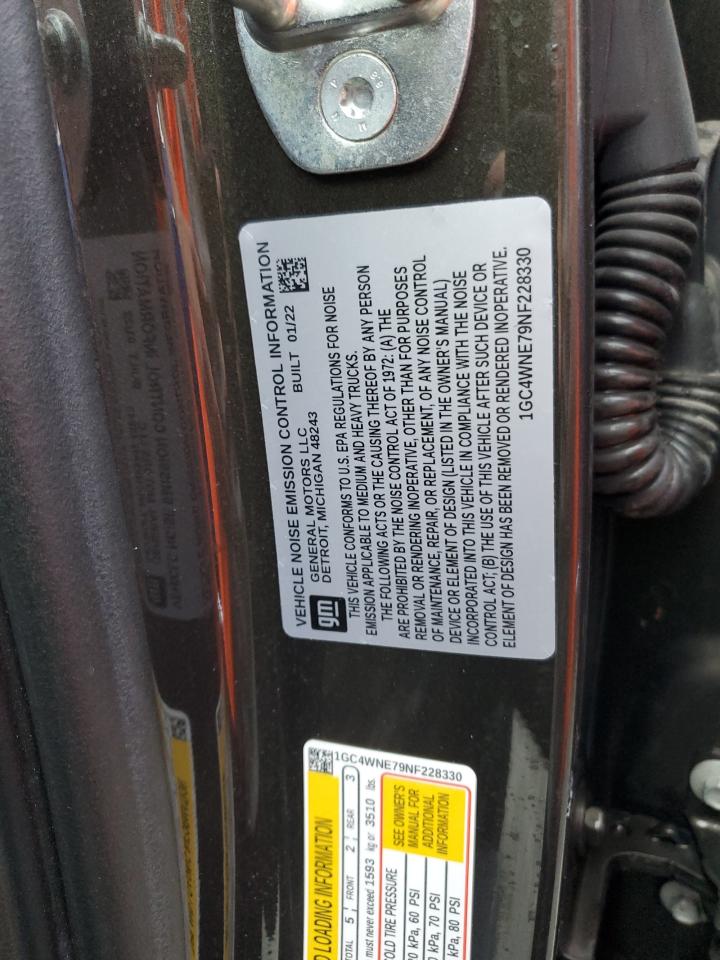 VEHICLE NOISE EMISSION CONTROL INFORMATION
gm
GENERAL MOTORS LLC
DETROIT, MICHIGAN 48243
BUILT 01/22
THIS VEHICLE CONFORMS TO U.S. EPA REGULATIONS FOR NOISE
EMISSION APPLICABLE TO MEDIUM AND HEAVY TRUCKS.
THE FOLLOWING ACTS OR THE CAUSING THEREOF BY ANY PERSON
ARE PROHIBITED BY THE NOISE CONTROL ACT OF 1972: (A) THE
REMOVAL OR RENDERING INOPERATIVE, OTHER THAN FOR PURPOSES
OF MAINTENANCE, REPAIR, OR REPLACEMENT, OF ANY NOISE CONTROL
DEVICE OR ELEMENT OF DESIGN (LISTED IN THE OWNER'S MANUAL)
INCORPORATED INTO THIS VEHICLE IN COMPLIANCE WITH THE NOISE
CONTROL ACT; (B) THE USE OF THIS VEHICLE AFTER SUCH DEVICE OR
ELEMENT OF DESIGN HAS BEEN REMOVED OR RENDERED INOPERATIVE.
1GC4WNE79NF228330
D LOADING INFORMATION
1GC4WNE79NF228330
TOTAL 5 FRONT 2 REAR 3
must never exceed 1593 kg or 3510 lbs.
COLD TIRE PRESSURE
kPa, 60 PSI
kPa, 70 PSI
kPa, 80 PSI
SEE OWNER'S
MANUAL FOR
ADDITIONAL
INFORMATION